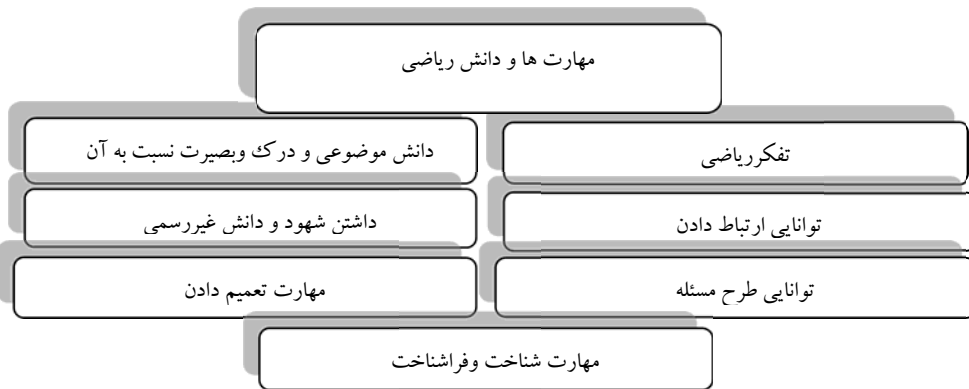 مهارت ها و دانش ریاضی
تفکرریاضی
دانش موضوعی و درک وبصیرت نسبت به آن
توانایی ارتباط دادن
داشتن شهود و دانش غیررسمی
توانایی طرح مسئله
مهارت تعمیم دادن
مهارت شناخت وفراشناخت